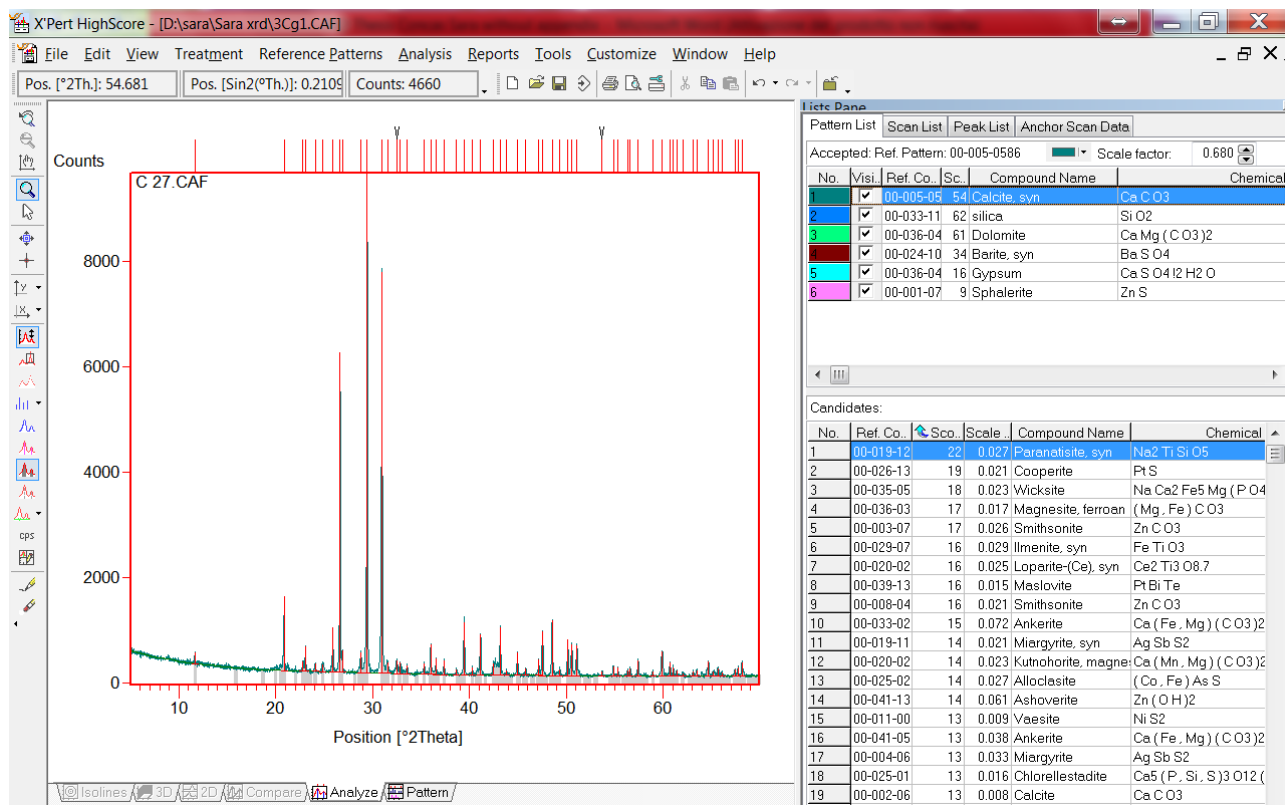 X'Pert HighScore - [D:\sara\Sara xrd\3Cg1.CAF]
File Edit View Treatment Reference Patterns Analysis Reports Tools Customize Window Help
Pos. [°2Th.]: 54.681 Pos. [Sin2(ºTh.)]: 0.2109 Counts: 4660
Lists Pane
Pattern List Scan List Peak List Anchor Scan Data
Accepted: Ref. Pattern: 00-005-0586 Scale factor: 0.680
No. Visi.. Ref. Co.. Sc.. Compound Name Chemical
1 00-005-05 54 Calcite, syn Ca C O3
2 00-033-11 62 silica Si O2
3 00-036-04 61 Dolomite Ca Mg ( C O3 )2
4 00-024-10 34 Barite, syn Ba S O4
5 00-036-04 16 Gypsum Ca S O4 !2 H2 O
6 00-001-07 9 Sphalerite Zn S
Candidates:
No. Ref. Co.. Sco.. Scale .. Compound Name Chemical
1 00-019-12 22 0.027 Paranatisite, syn Na2 Ti Si O5
2 00-026-13 19 0.021 Cooperite Pt S
3 00-035-05 18 0.023 Wicksite Na Ca2 Fe5 Mg ( P O4
4 00-036-03 17 0.017 Magnesite, ferroan ( Mg , Fe ) C O3
5 00-003-07 17 0.026 Smithsonite Zn C O3
6 00-029-07 16 0.029 Ilmenite, syn Fe Ti O3
7 00-020-02 16 0.025 Loparite-(Ce), syn Ce2 Ti3 O8.7
8 00-039-13 16 0.015 Maslovite Pt Bi Te
9 00-008-04 16 0.021 Smithsonite Zn C O3
10 00-033-02 15 0.072 Ankerite Ca ( Fe , Mg ) ( C O3 )2
11 00-019-11 14 0.021 Miargyrite, syn Ag Sb S2
12 00-020-02 14 0.023 Kutnohorite, magne: Ca ( Mn , Mg ) ( C O3 )2
13 00-025-02 14 0.027 Alloclasite ( Co , Fe ) As S
14 00-041-13 14 0.061 Ashoverite Zn ( O H )2
15 00-011-00 13 0.009 Vaesite Ni S2
16 00-041-05 13 0.038 Ankerite Ca ( Fe , Mg ) ( C O3 )2
17 00-004-06 13 0.033 Miargyrite Ag Sb S2
18 00-025-01 13 0.016 Chlorellestadite Ca5 ( P , Si , S )3 O12 (
19 00-002-06 13 0.008 Calcite Ca C O3
Counts
C 27.CAF
8000
6000
4000
2000
0
10 20 30 40 50 60
Position [°2Theta]
Isolines 3D 2D Compare Analyze Pattern
cps